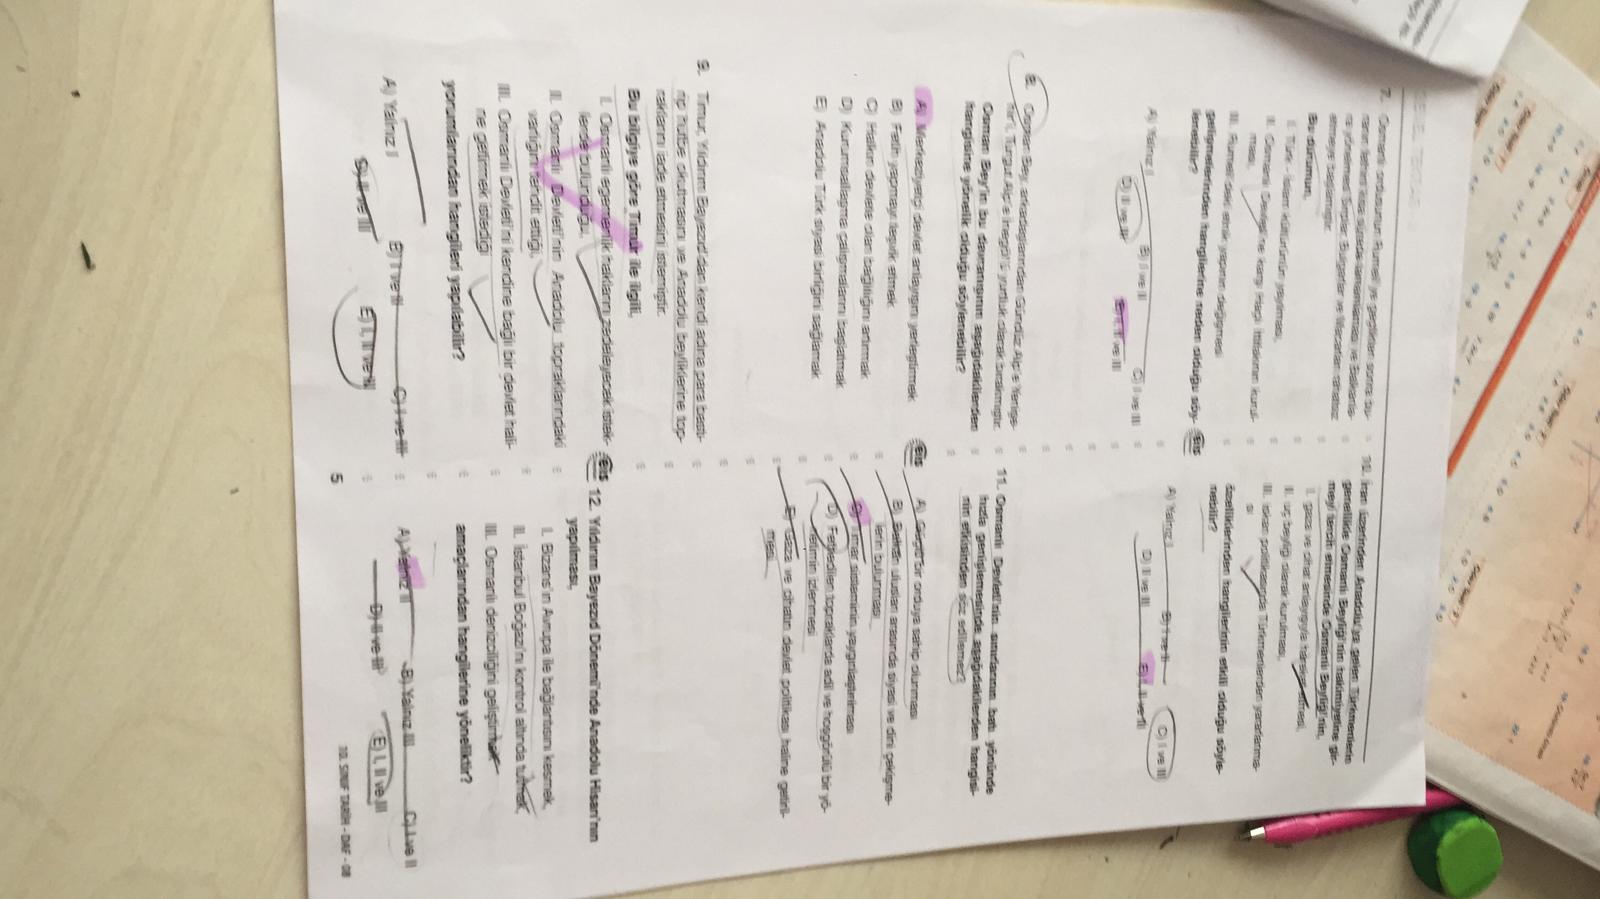 7. Osmanlı ordusunun Rumeli'ye geçtikten sonra bu-
ranın fethini kısa sürede tamamlaması ve Balkanla-
ra yönelmesi Sırplar, Bulgarlar ve Macarları rahatsız
etmeye başlamıştır.
Bu durumun,
I. Türk - İslam kültürünün yayılması,
II. Osmanlı Devleti'ne karşı Haçlı İttifakının kurul-
ması,
III. Rumeli'deki etnik yapının değişmesi
gelişmelerinden hangilerine neden olduğu söy-
lenebilir?
A) Yalnız I
B) I ve II
C) I ve III
D) II ve III
E) I, II ve III
8. Osman Bey, arkadaşlarından Gündüz Alp'e Yenişe-
hir'i, Turgut Alp'e İnegöl'ü yurtluk olarak bırakmıştır.
Osman Bey'in bu davranışının aşağıdakilerden
hangisine yönelik olduğu söylenebilir?
A) Merkeziyetçi devlet anlayışını yerleştirmek
B) Fetih yapmayı teşvik etmek
C) Halkın devlete olan bağlılığını artırmak
D) Kurumsallaşma çalışmalarını başlatmak
E) Anadolu Türk siyasi birliğini sağlamak
9. Timur, Yıldırım Bayezid'dan kendi adına para bastı-
rıp hutbe okutmasını ve Anadolu beyliklerine top-
raklarını iade etmesini istemiştir.
Bu bilgiye göre Timur ile ilgili,
I. Osmanlı egemenlik haklarını zedeleyecek istek-
lerde bulunduğu,
II. Osmanlı Devleti'nin Anadolu topraklarındaki
varlığını tehdit ettiği,
III. Osmanlı Devleti'ni kendine bağlı bir devlet hali-
ne getirmek istediği
yorumlarından hangileri yapılabilir?
A) Yalnız I
B) I ve II
C) I ve III
D) II ve III
E) I, II ve III
10. İran üzerinden Anadolu'ya gelen Türkmenlerin
genellikle Osmanlı Beyliği'nin hakimiyetine gir-
meyi tercih etmesinde Osmanlı Beyliği'nin,
I. gaza ve cihat anlayışıyla hareket etmesi,
II. uç beyliği olarak kurulması,
III. iskan politikasında Türkmenlerden yararlanma-
sı
özelliklerinden hangilerinin etkili olduğu söyle-
nebilir?
A) Yalnız I
B) I ve II
C) I ve III
D) II ve III
E) I, II ve III
11. Osmanlı Devleti'nin sınırlarının batı yönünde
hızla genişlemesinde aşağıdakilerden hangisi-
nin etkisinden söz edilemez?
A) Güçlü bir orduya sahip olunması
B) Balkan ulusları arasında siyasi ve dini çekişme-
lerin bulunması
C) Tımar sisteminin yaygınlaştırılması
D) Fethedilen topraklarda adil ve hoşgörülü bir yö-
netimin izlenmesi
E) Gaza ve cihatın devlet politikası haline getiril-
mesi
12. Yıldırım Bayezid Dönemi'nde Anadolu Hisarı'nın
yapılması,
I. Bizans'ın Avrupa ile bağlantısını kesmek,
II. İstanbul Boğazı'nı kontrol altında tutmak,
III. Osmanlı denizciliğini geliştirmek
amaçlarından hangilerine yöneliktir?
A) Yalnız II
B) Yalnız III
C) I ve II
D) II ve III
E) I, II ve III
5
10. SINIF TARİH - DAF - 08